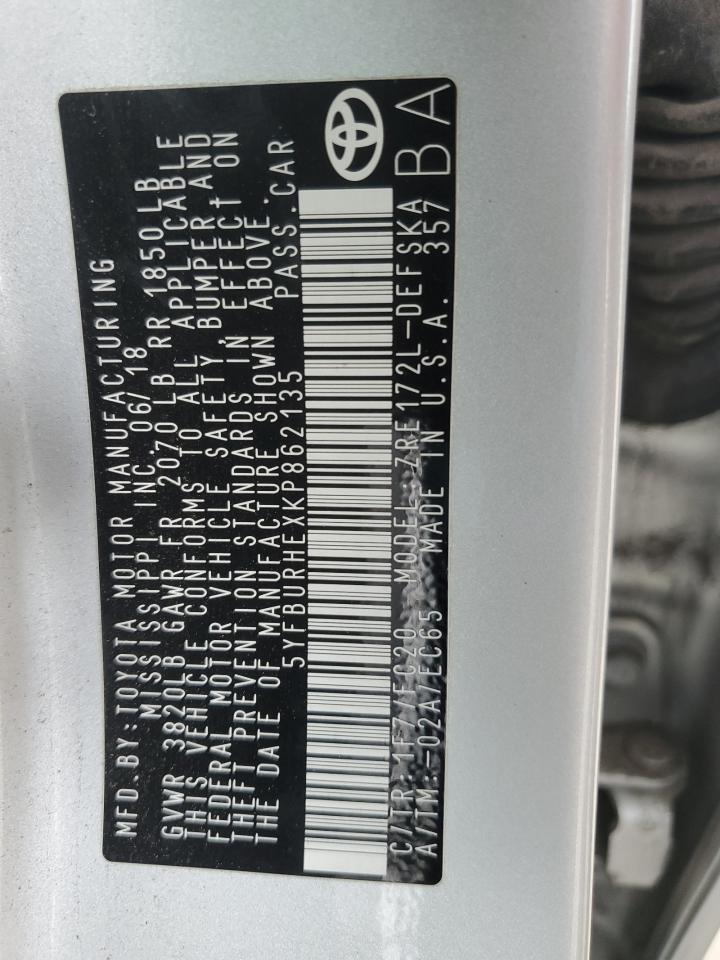 MFD.BY:TOYOTA MOTOR MANUFACTURING
MISSISSIPPI INC. 06/18
GVWR 3820LB GAWR FR 2070 LB RR 1850LB
THIS VEHICLE CONFORMS TO ALL APPLICABLE
FEDERAL MOTOR VEHICLE SAFETY, BUMPER AND
THEFT PREVENTION STANDARDS IN EFFECT ON
THE DATE OF MANUFACTURE SHOWN ABOVE.
5YFBURHEXKP862135 PASS.CAR
C/TR:1F7/FC20 MODEL:ZRE172L-DEFSKA
A/TM:-02A/EC65 MADE IN U.S.A. 357
BA